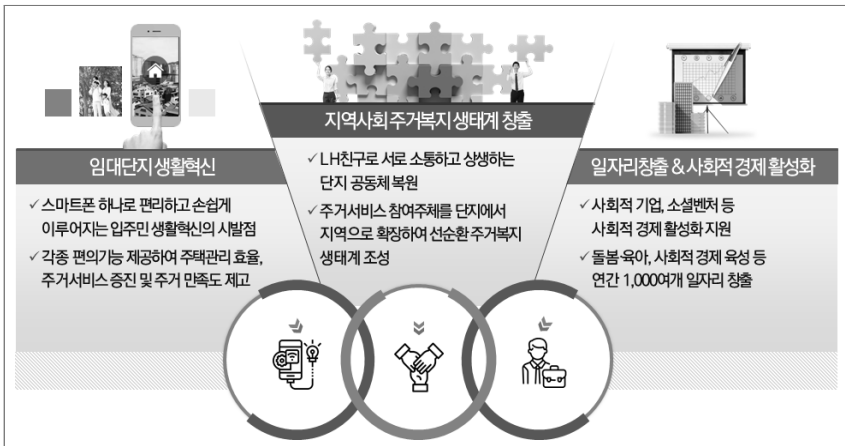 임대단지 생활혁신
✓스마트폰 하나로 편리하고 손쉽게
이루어지는 입주민 생활혁신의 시발점
✓각종 편의기능 제공하여 주택관리 효율,
주거서비스 증진 및 주거 만족도 제고
지역사회 주거복지 생태계 창출
✓LH친구로 서로 소통하고 상생하는
단지 공동체 복원
✓주거서비스 참여주체를 단지에서
지역으로 확장하여 선순환 주거복지
생태계 조성
일자리창출 & 사회적 경제 활성화
✓사회적 기업, 소셜벤처 등
사회적 경제 활성화 지원
✓돌봄·육아, 사회적 경제 육성 등
연간 1,000여개 일자리 창출